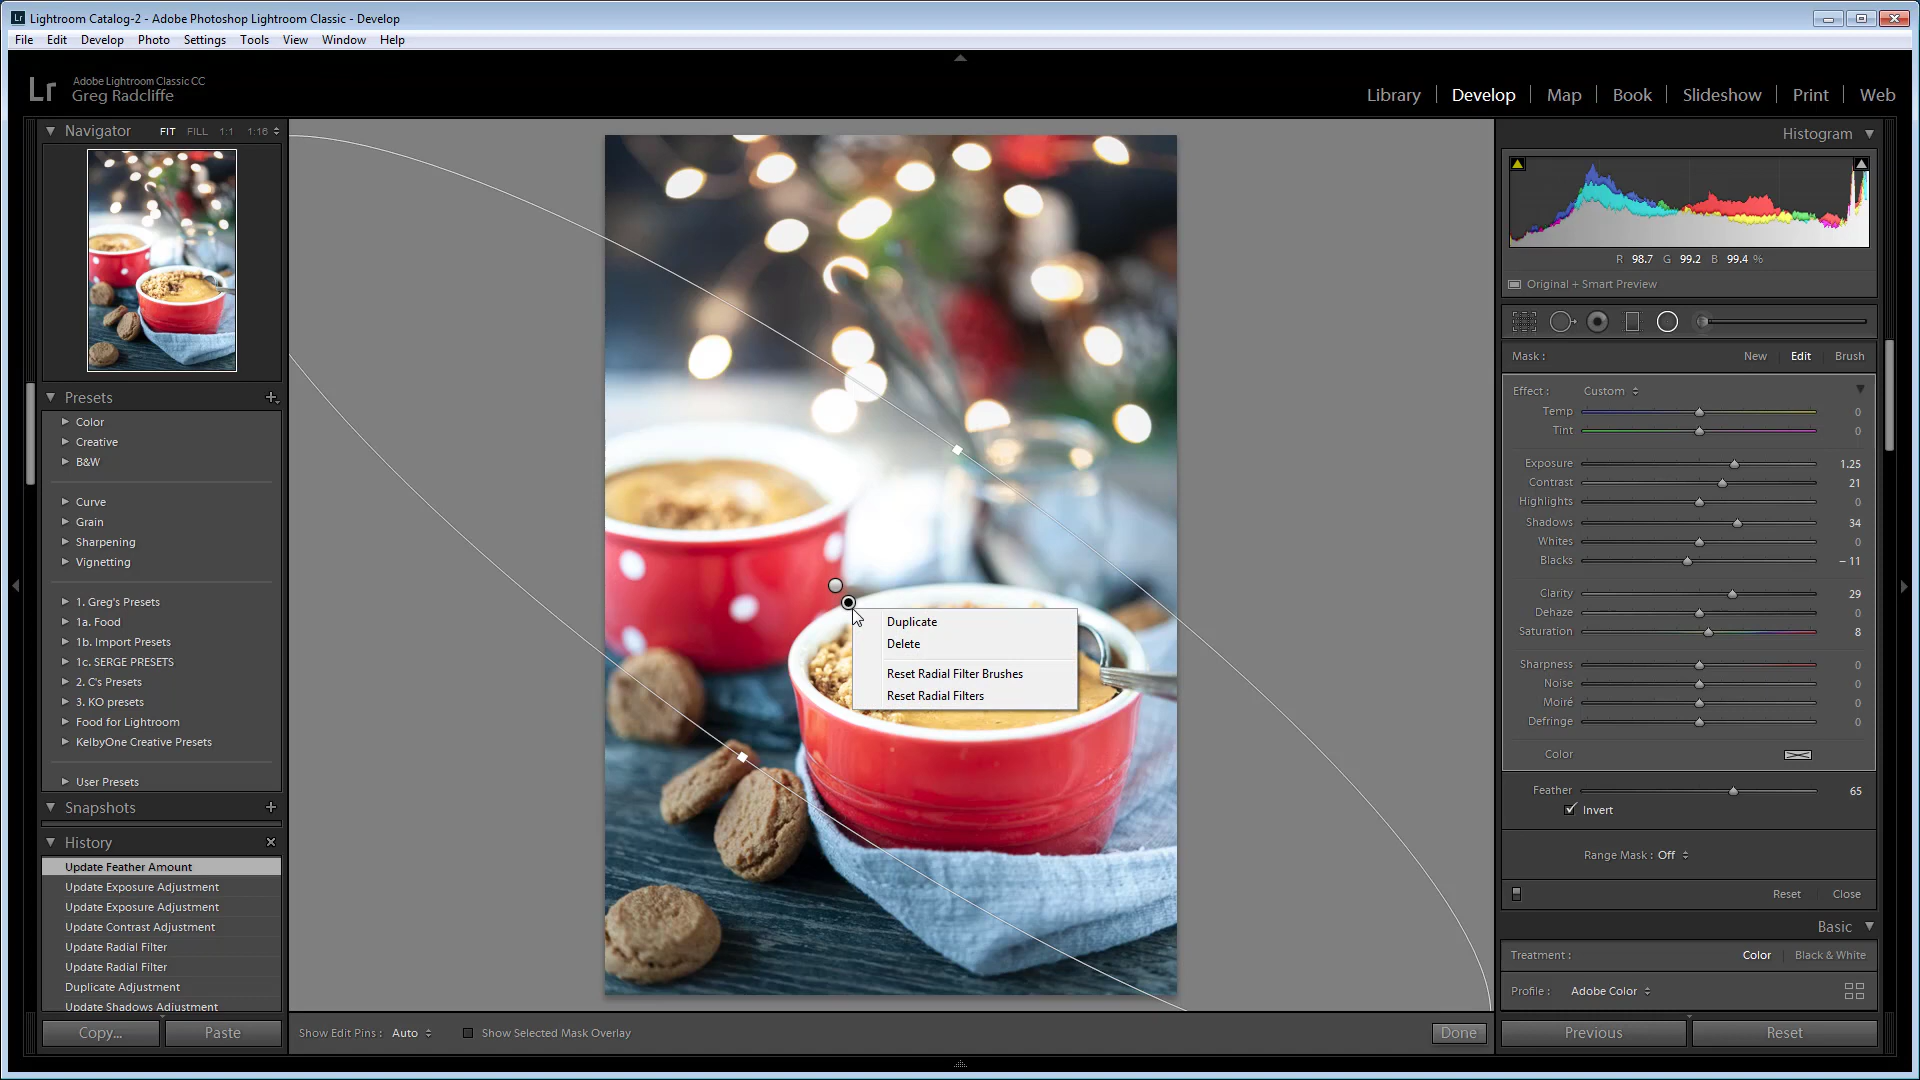 Lightroom Catalog-2 - Adobe Photoshop Lightroom Classic - Develop
File Edit Develop Photo Settings Tools View Window Help
Lr Adobe Lightroom Classic CC
Greg Radcliffe
Library | Develop | Map | Book | Slideshow | Print | Web
Navigator FIT FILL 1:1 1:16
Presets +
Color
Creative
B&W
Curve
Grain
Sharpening
Vignetting
1. Greg's Presets
1a. Food
1b. Import Presets
1c. SERGE PRESETS
2. C's Presets
3. KO presets
Food for Lightroom
KelbyOne Creative Presets
User Presets
Snapshots +
History
Update Feather Amount
Update Exposure Adjustment
Update Exposure Adjustment
Update Contrast Adjustment
Update Radial Filter
Update Radial Filter
Duplicate Adjustment
Update Shadows Adjustment
Copy... Paste
Duplicate
Delete
Reset Radial Filter Brushes
Reset Radial Filters
Show Edit Pins : Auto Show Selected Mask Overlay Done
Histogram
R 98.7 G 99.2 B 99.4 %
Original + Smart Preview
Mask : New Edit Brush
Effect : Custom
Temp 0
Tint 0
Exposure 1.25
Contrast 21
Highlights 0
Shadows 34
Whites 0
Blacks – 11
Clarity 29
Dehaze 0
Saturation 8
Sharpness 0
Noise 0
Moiré 0
Defringe 0
Color
Feather 65
Invert
Range Mask : Off
Reset Close
Basic
Treatment : Color | Black & White
Profile : Adobe Color
Previous Reset